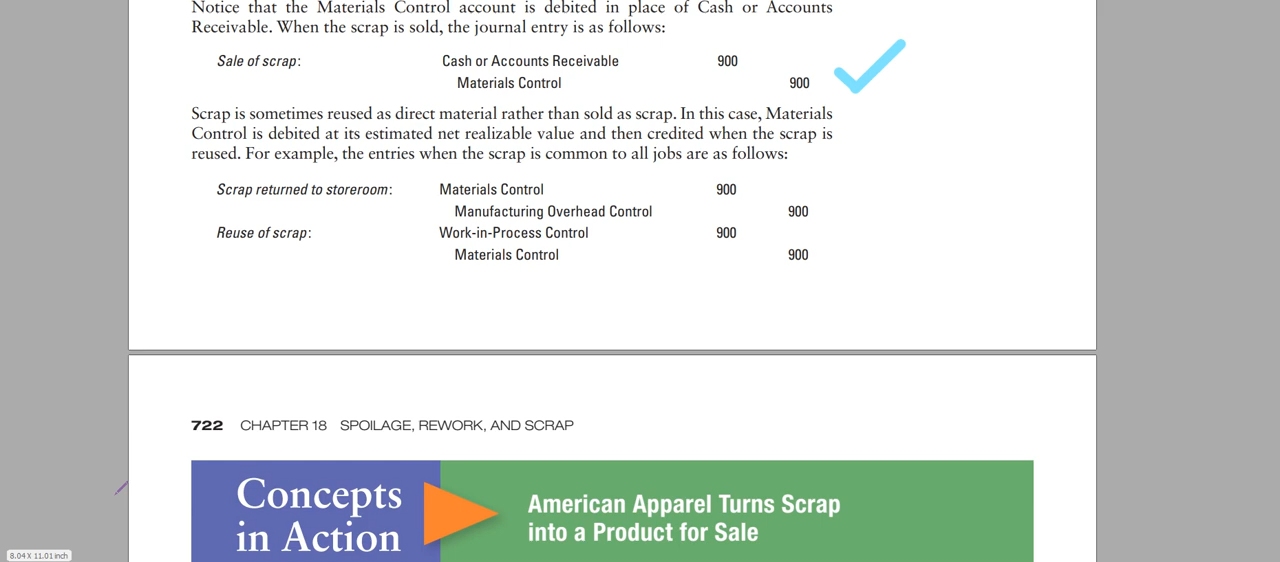 Notice that the Materials Control account is debited in place of Cash or Accounts
Receivable. When the scrap is sold, the journal entry is as follows:
Sale of scrap: Cash or Accounts Receivable 900
Materials Control 900
Scrap is sometimes reused as direct material rather than sold as scrap. In this case, Materials
Control is debited at its estimated net realizable value and then credited when the scrap is
reused. For example, the entries when the scrap is common to all jobs are as follows:
Scrap returned to storeroom: Materials Control 900
Manufacturing Overhead Control 900
Reuse of scrap: Work-in-Process Control 900
Materials Control 900
722 CHAPTER 18 SPOILAGE, REWORK, AND SCRAP
Concepts
in Action
American Apparel Turns Scrap
into a Product for Sale
8.04 X 11.01 inch